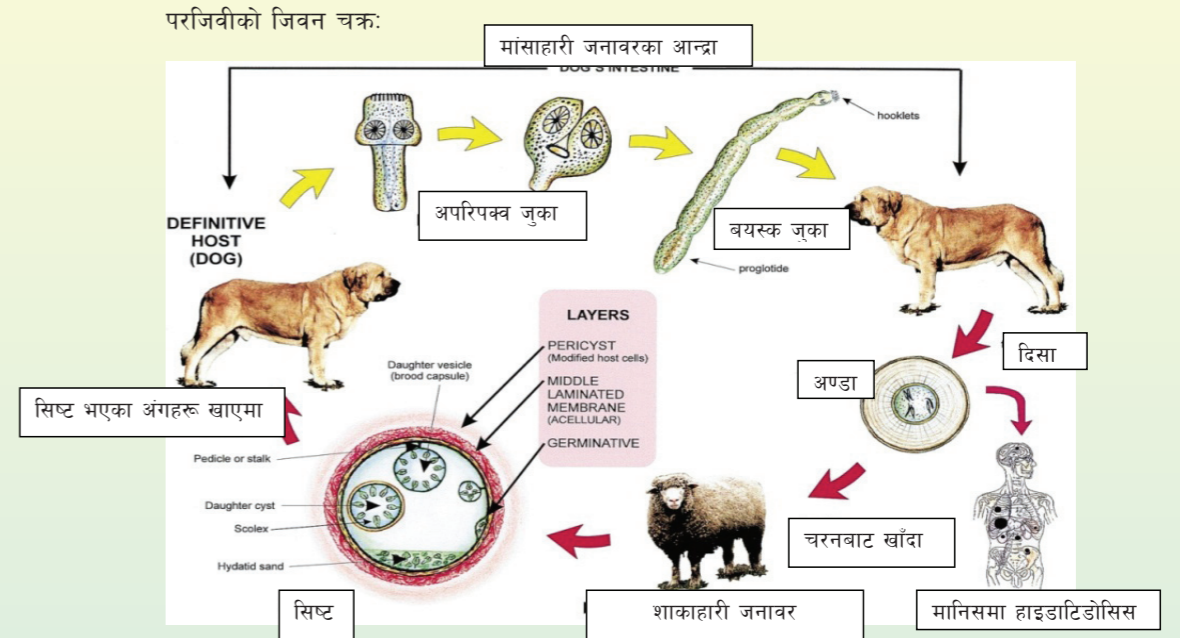 परजिवीको जिवन चक्र:
मांसाहारी जनावरका आन्द्रा
DOG'S INTESTINE
hooklets
अपरिपक्व जुका
बयस्क जुका
proglotide
DEFINITIVE
HOST
(DOG)
LAYERS
PERICYST
(Modified host cells)
MIDDLE
LAMINATED
MEMBRANE
(ACELLULAR)
GERMINATIVE
Daughter vesicle
(brood capsule)
दिसा
अण्डा
सिष्ट भएका अंगहरू खाएमा
Pedicle or stalk
Daughter cyst
Scolex
Hydatid sand
चरनबाट खाँदा
सिष्ट
शाकाहारी जनावर
मानिसमा हाइडाटिडोसिस